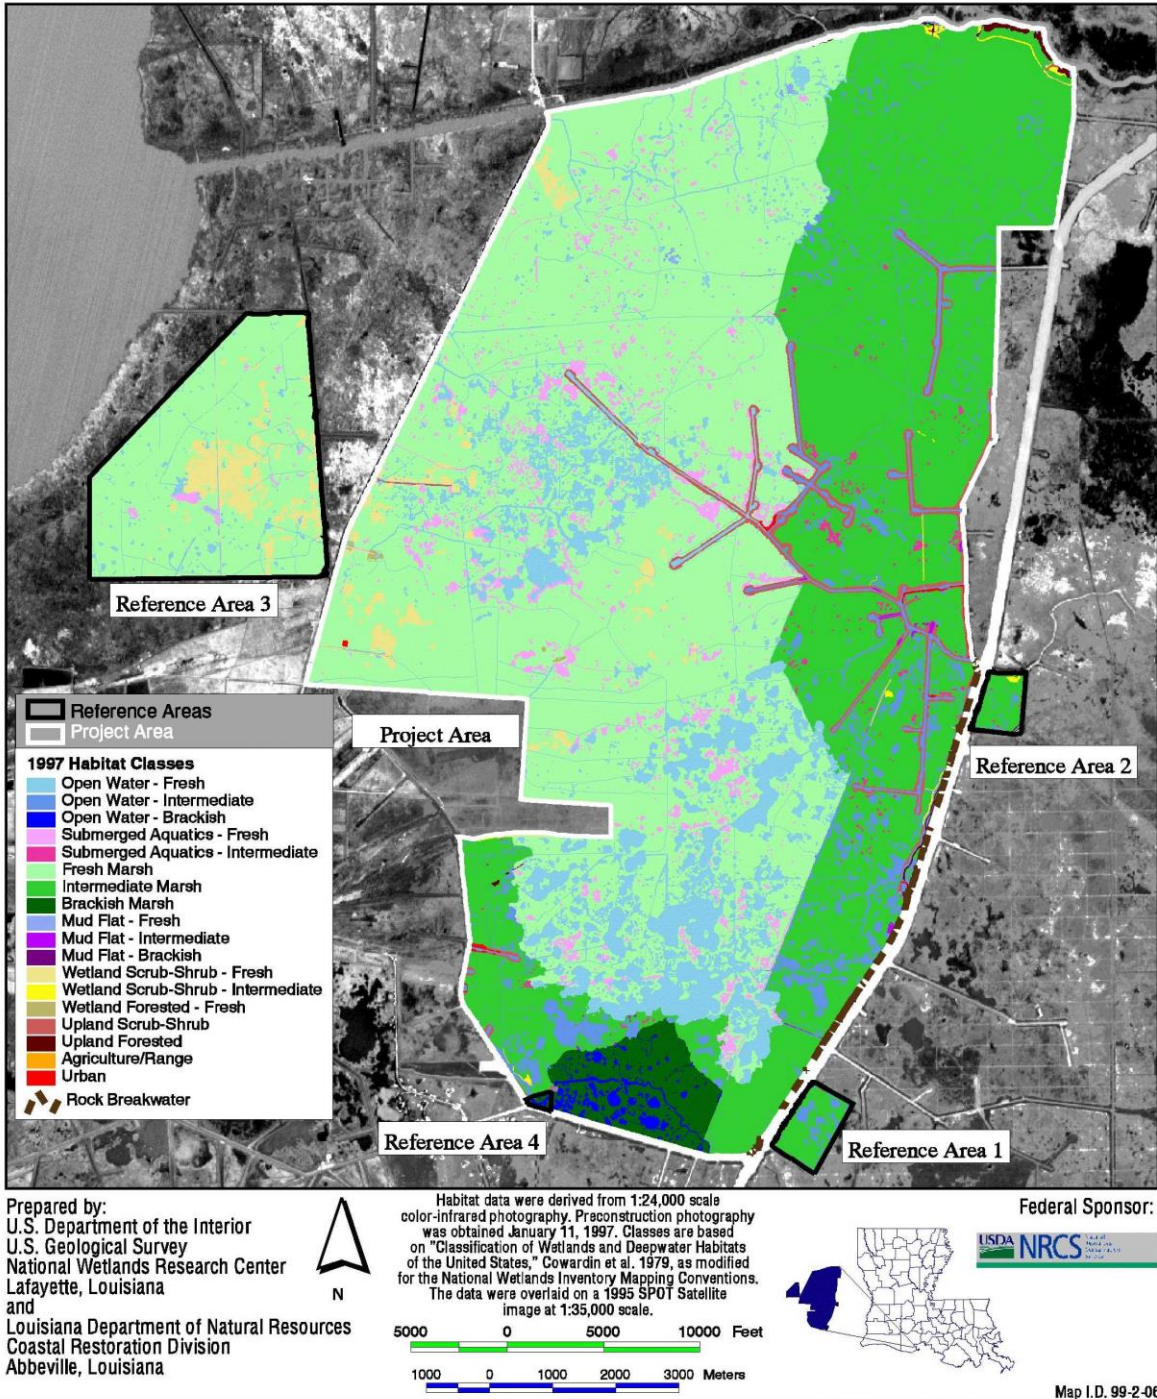 Reference Area 3
Project Area
Reference Area 2
Reference Area 4
Reference Area 1
Reference Areas
Project Area
1997 Habitat Classes
Open Water - Fresh
Open Water - Intermediate
Open Water - Brackish
Submerged Aquatics - Fresh
Submerged Aquatics - Intermediate
Fresh Marsh
Intermediate Marsh
Brackish Marsh
Mud Flat - Fresh
Mud Flat - Intermediate
Mud Flat - Brackish
Wetland Scrub-Shrub - Fresh
Wetland Scrub-Shrub - Intermediate
Wetland Forested - Fresh
Upland Scrub-Shrub
Upland Forested
Agriculture/Range
Urban
Rock Breakwater
Prepared by:
U.S. Department of the Interior
U.S. Geological Survey
National Wetlands Research Center
Lafayette, Louisiana
and
Louisiana Department of Natural Resources
Coastal Restoration Division
Abbeville, Louisiana
N
Habitat data were derived from 1:24,000 scale
color-infrared photography. Preconstruction photography
was obtained January 11, 1997. Classes are based
on "Classification of Wetlands and Deepwater Habitats
of the United States," Cowardin et al. 1979, as modified
for the National Wetlands Inventory Mapping Conventions.
The data were overlaid on a 1995 SPOT Satellite
image at 1:35,000 scale.
5000 0 5000 10000 Feet
1000 0 1000 2000 3000 Meters
Federal Sponsor:
USDA NRCS
Map I.D. 99-2-06